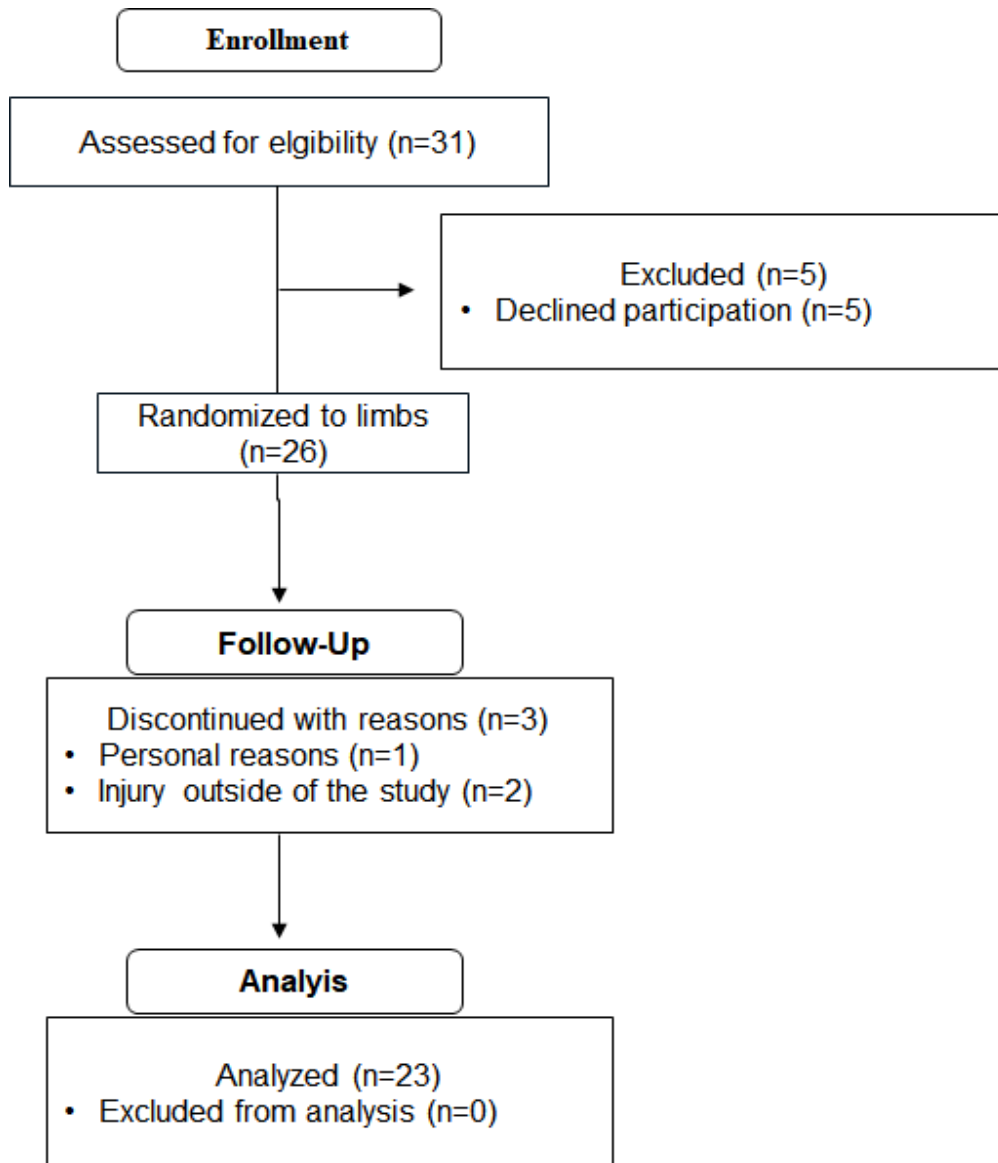 Enrollment
Assessed for elgibility (n=31)
Excluded (n=5)
• Declined participation (n=5)
Randomized to limbs
(n=26)
Follow-Up
Discontinued with reasons (n=3)
• Personal reasons (n=1)
• Injury outside of the study (n=2)
Analyis
Analyzed (n=23)
• Excluded from analysis (n=0)